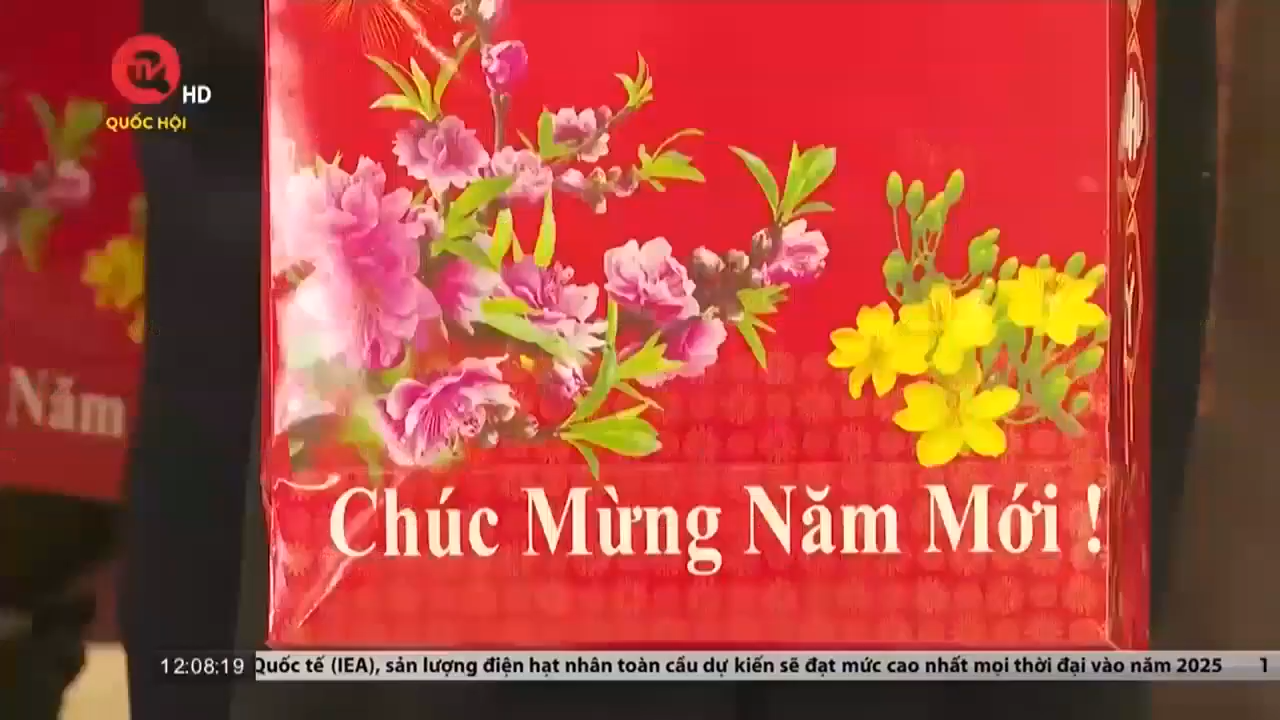 HD
QUỐC HỘI
Năm
Chúc Mừng Năm Mới !
12:08:19 Quốc tế (IEA), sản lượng điện hạt nhân toàn cầu dự kiến sẽ đạt mức cao nhất mọi thời đại vào năm 2025 1